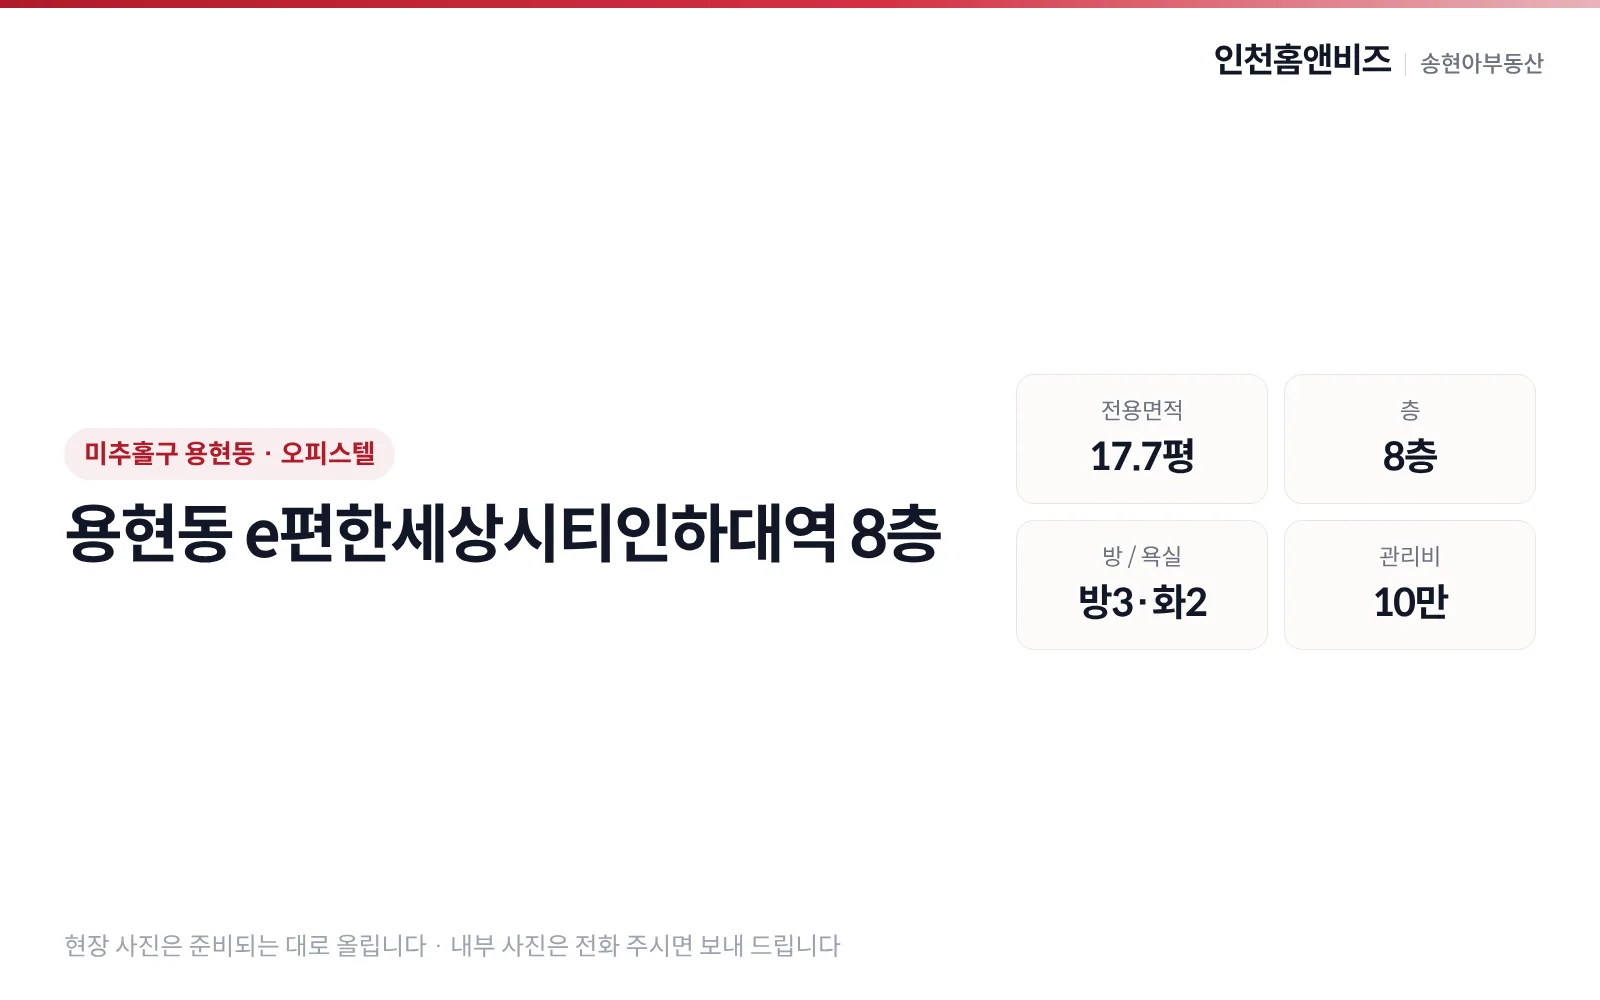 인천홈앤비즈 송현아부동산
미추홀구 용현동 · 오피스텔
용현동 e편한세상시티인하대역 8층
전용면적
17.7평
층
8층
방 / 욕실
방3·화2
관리비
10만
현장 사진은 준비되는 대로 올립니다 · 내부 사진은 전화 주시면 보내 드립니다